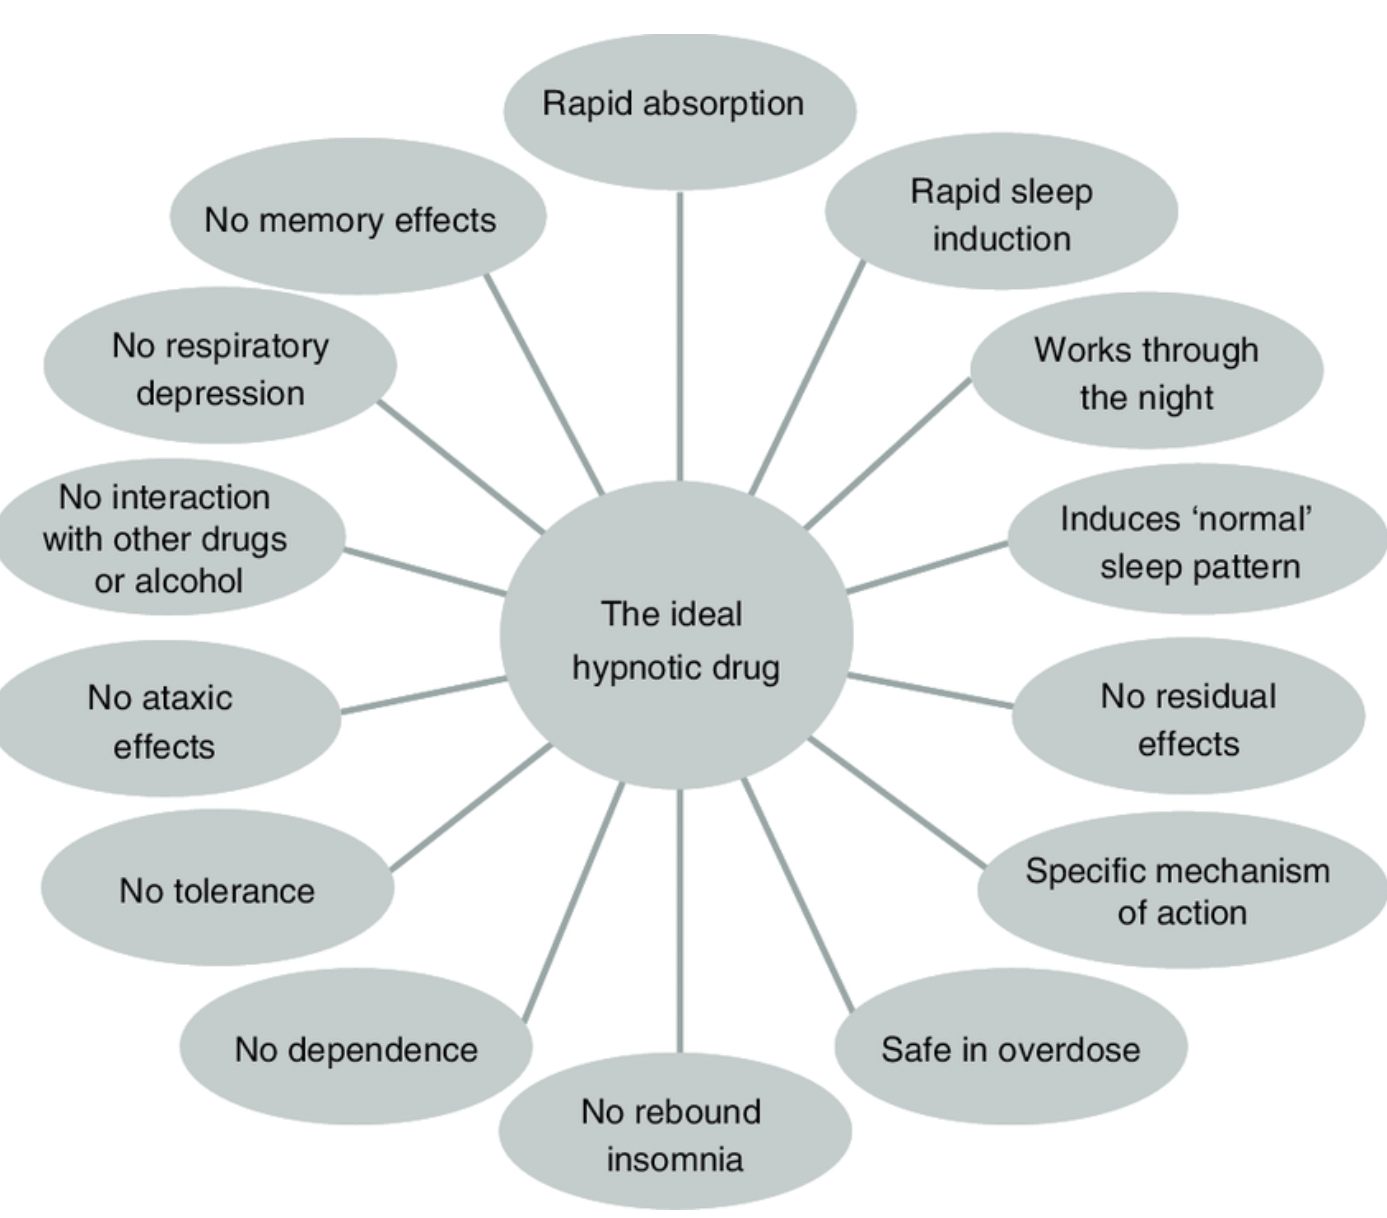 Rapid absorption
Rapid sleep
induction
Works through
the night
Induces ‘normal’
sleep pattern
No residual
effects
Specific mechanism
of action
Safe in overdose
No rebound
insomnia
No dependence
No tolerance
No ataxic
effects
No interaction
with other drugs
or alcohol
No respiratory
depression
No memory effects
The ideal
hypnotic drug